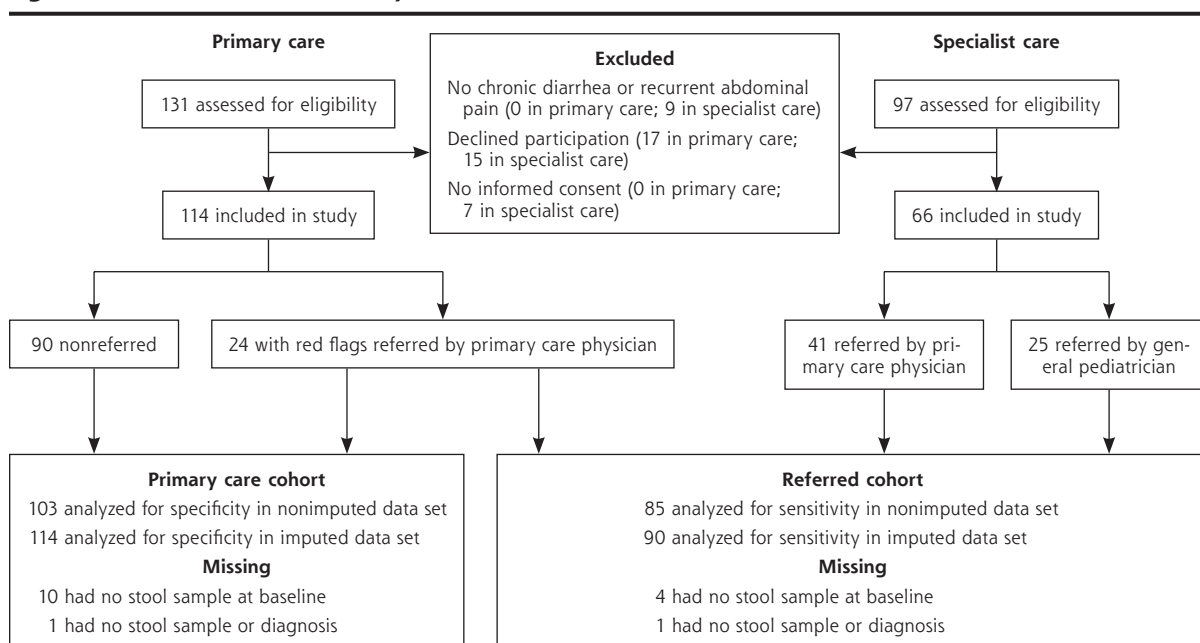 Primary care
Specialist care
131 assessed for eligibility
Excluded
No chronic diarrhea or recurrent abdominal
pain (0 in primary care; 9 in specialist care)
Declined participation (17 in primary care;
15 in specialist care)
No informed consent (0 in primary care;
7 in specialist care)
97 assessed for eligibility
114 included in study
66 included in study
90 nonreferred
24 with red flags referred by primary care physician
41 referred by pri-
mary care physician
25 referred by gen-
eral pediatrician
Primary care cohort
103 analyzed for specificity in nonimputed data set
114 analyzed for specificity in imputed data set
Missing
10 had no stool sample at baseline
1 had no stool sample or diagnosis
Referred cohort
85 analyzed for sensitivity in nonimputed data set
90 analyzed for sensitivity in imputed data set
Missing
4 had no stool sample at baseline
1 had no stool sample or diagnosis